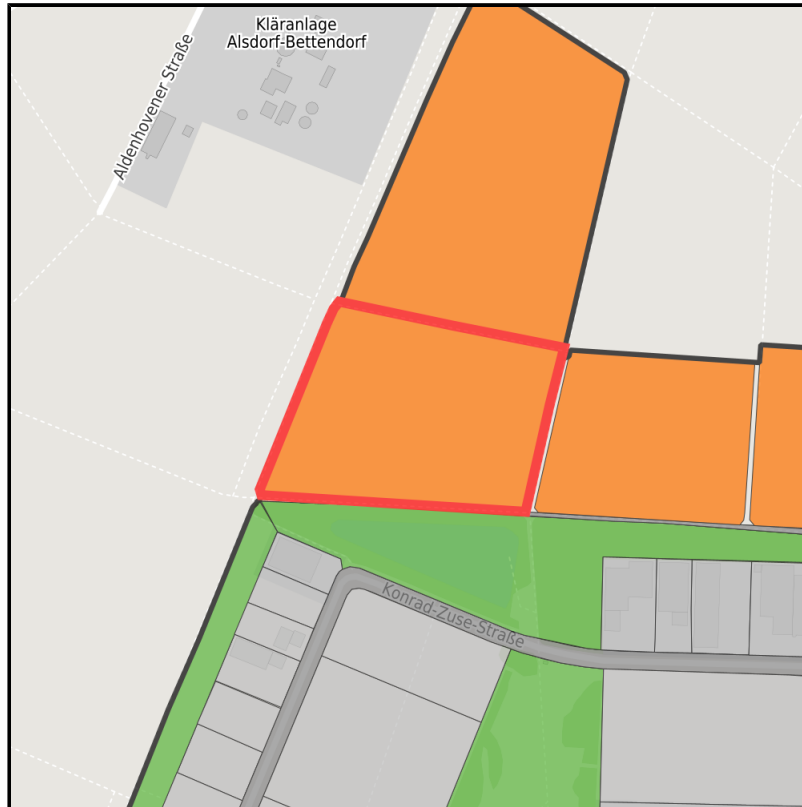 Kläranlage
Alsdorf-Bettendorf
Aldenhovener Straße
Konrad-Zuse-Straße